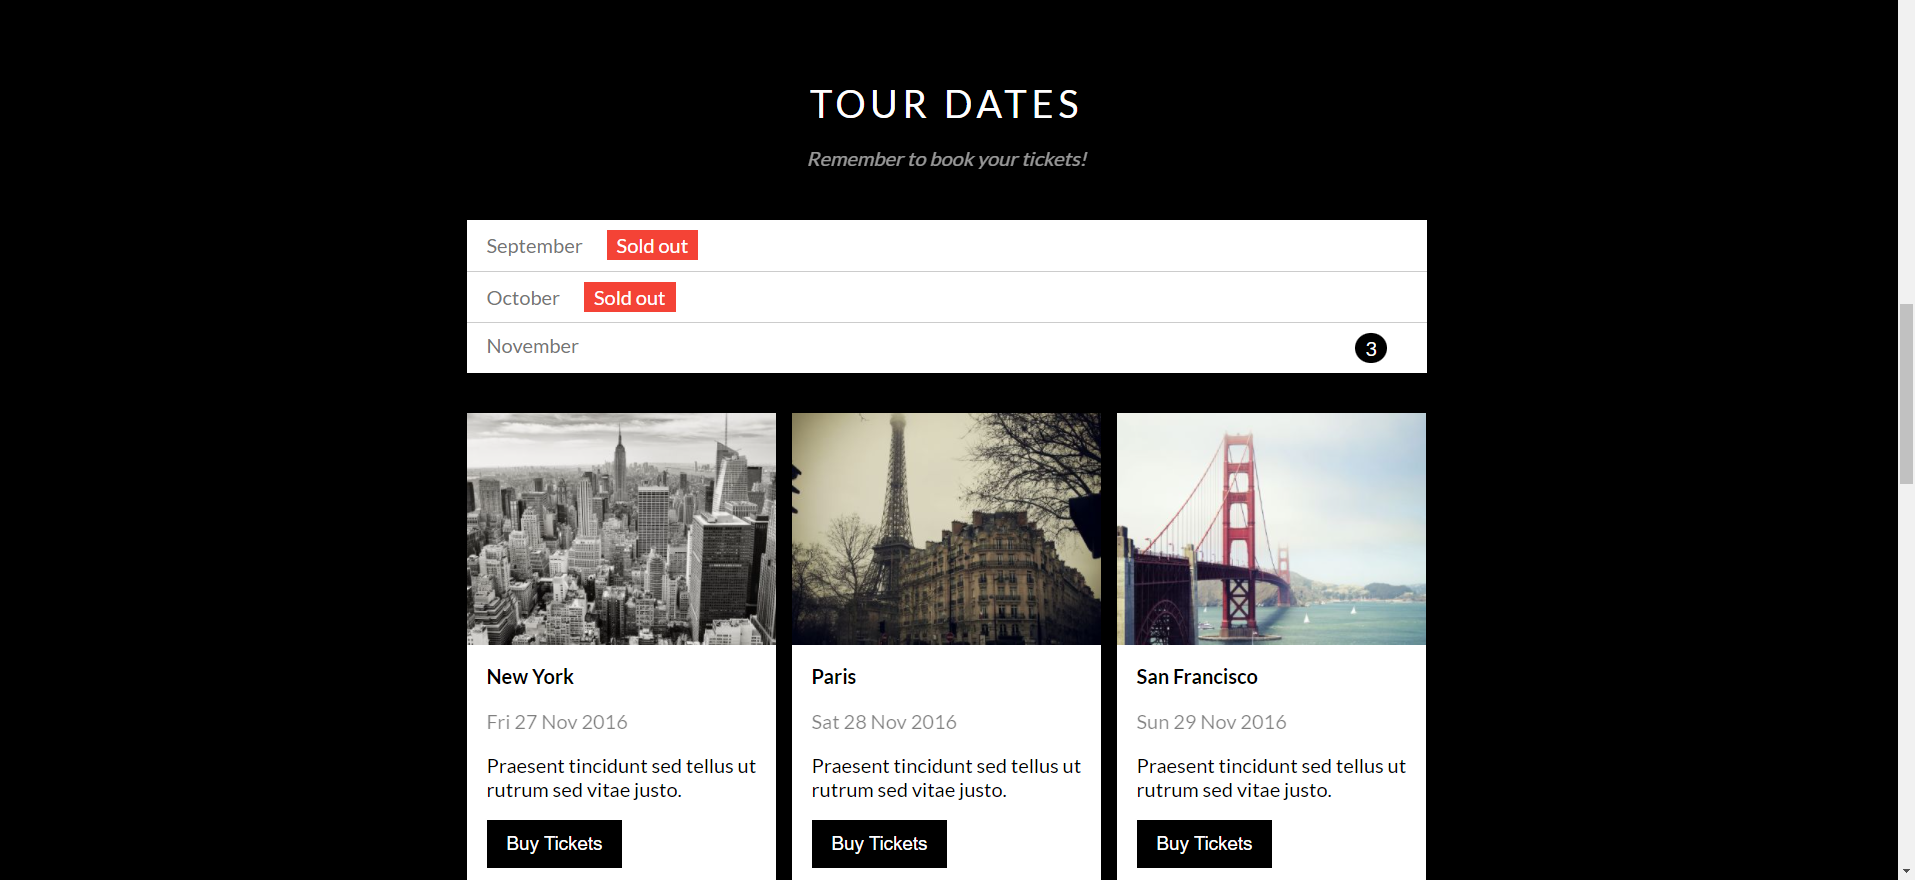 TOUR DATES
Remember to book your tickets!
September Sold out
October Sold out
November 3
New York
Fri 27 Nov 2016
Praesent tincidunt sed tellus ut
rutrum sed vitae justo.
Buy Tickets
Paris
Sat 28 Nov 2016
Praesent tincidunt sed tellus ut
rutrum sed vitae justo.
Buy Tickets
San Francisco
Sun 29 Nov 2016
Praesent tincidunt sed tellus ut
rutrum sed vitae justo.
Buy Tickets